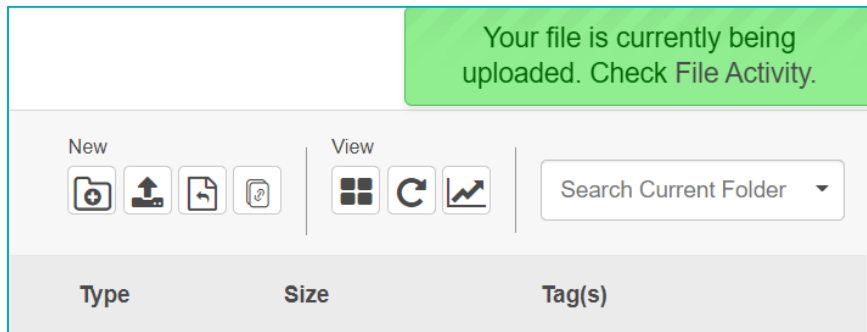 Your file is currently being
uploaded. Check File Activity.
New
View
Search Current Folder
Type
Size
Tag(s)